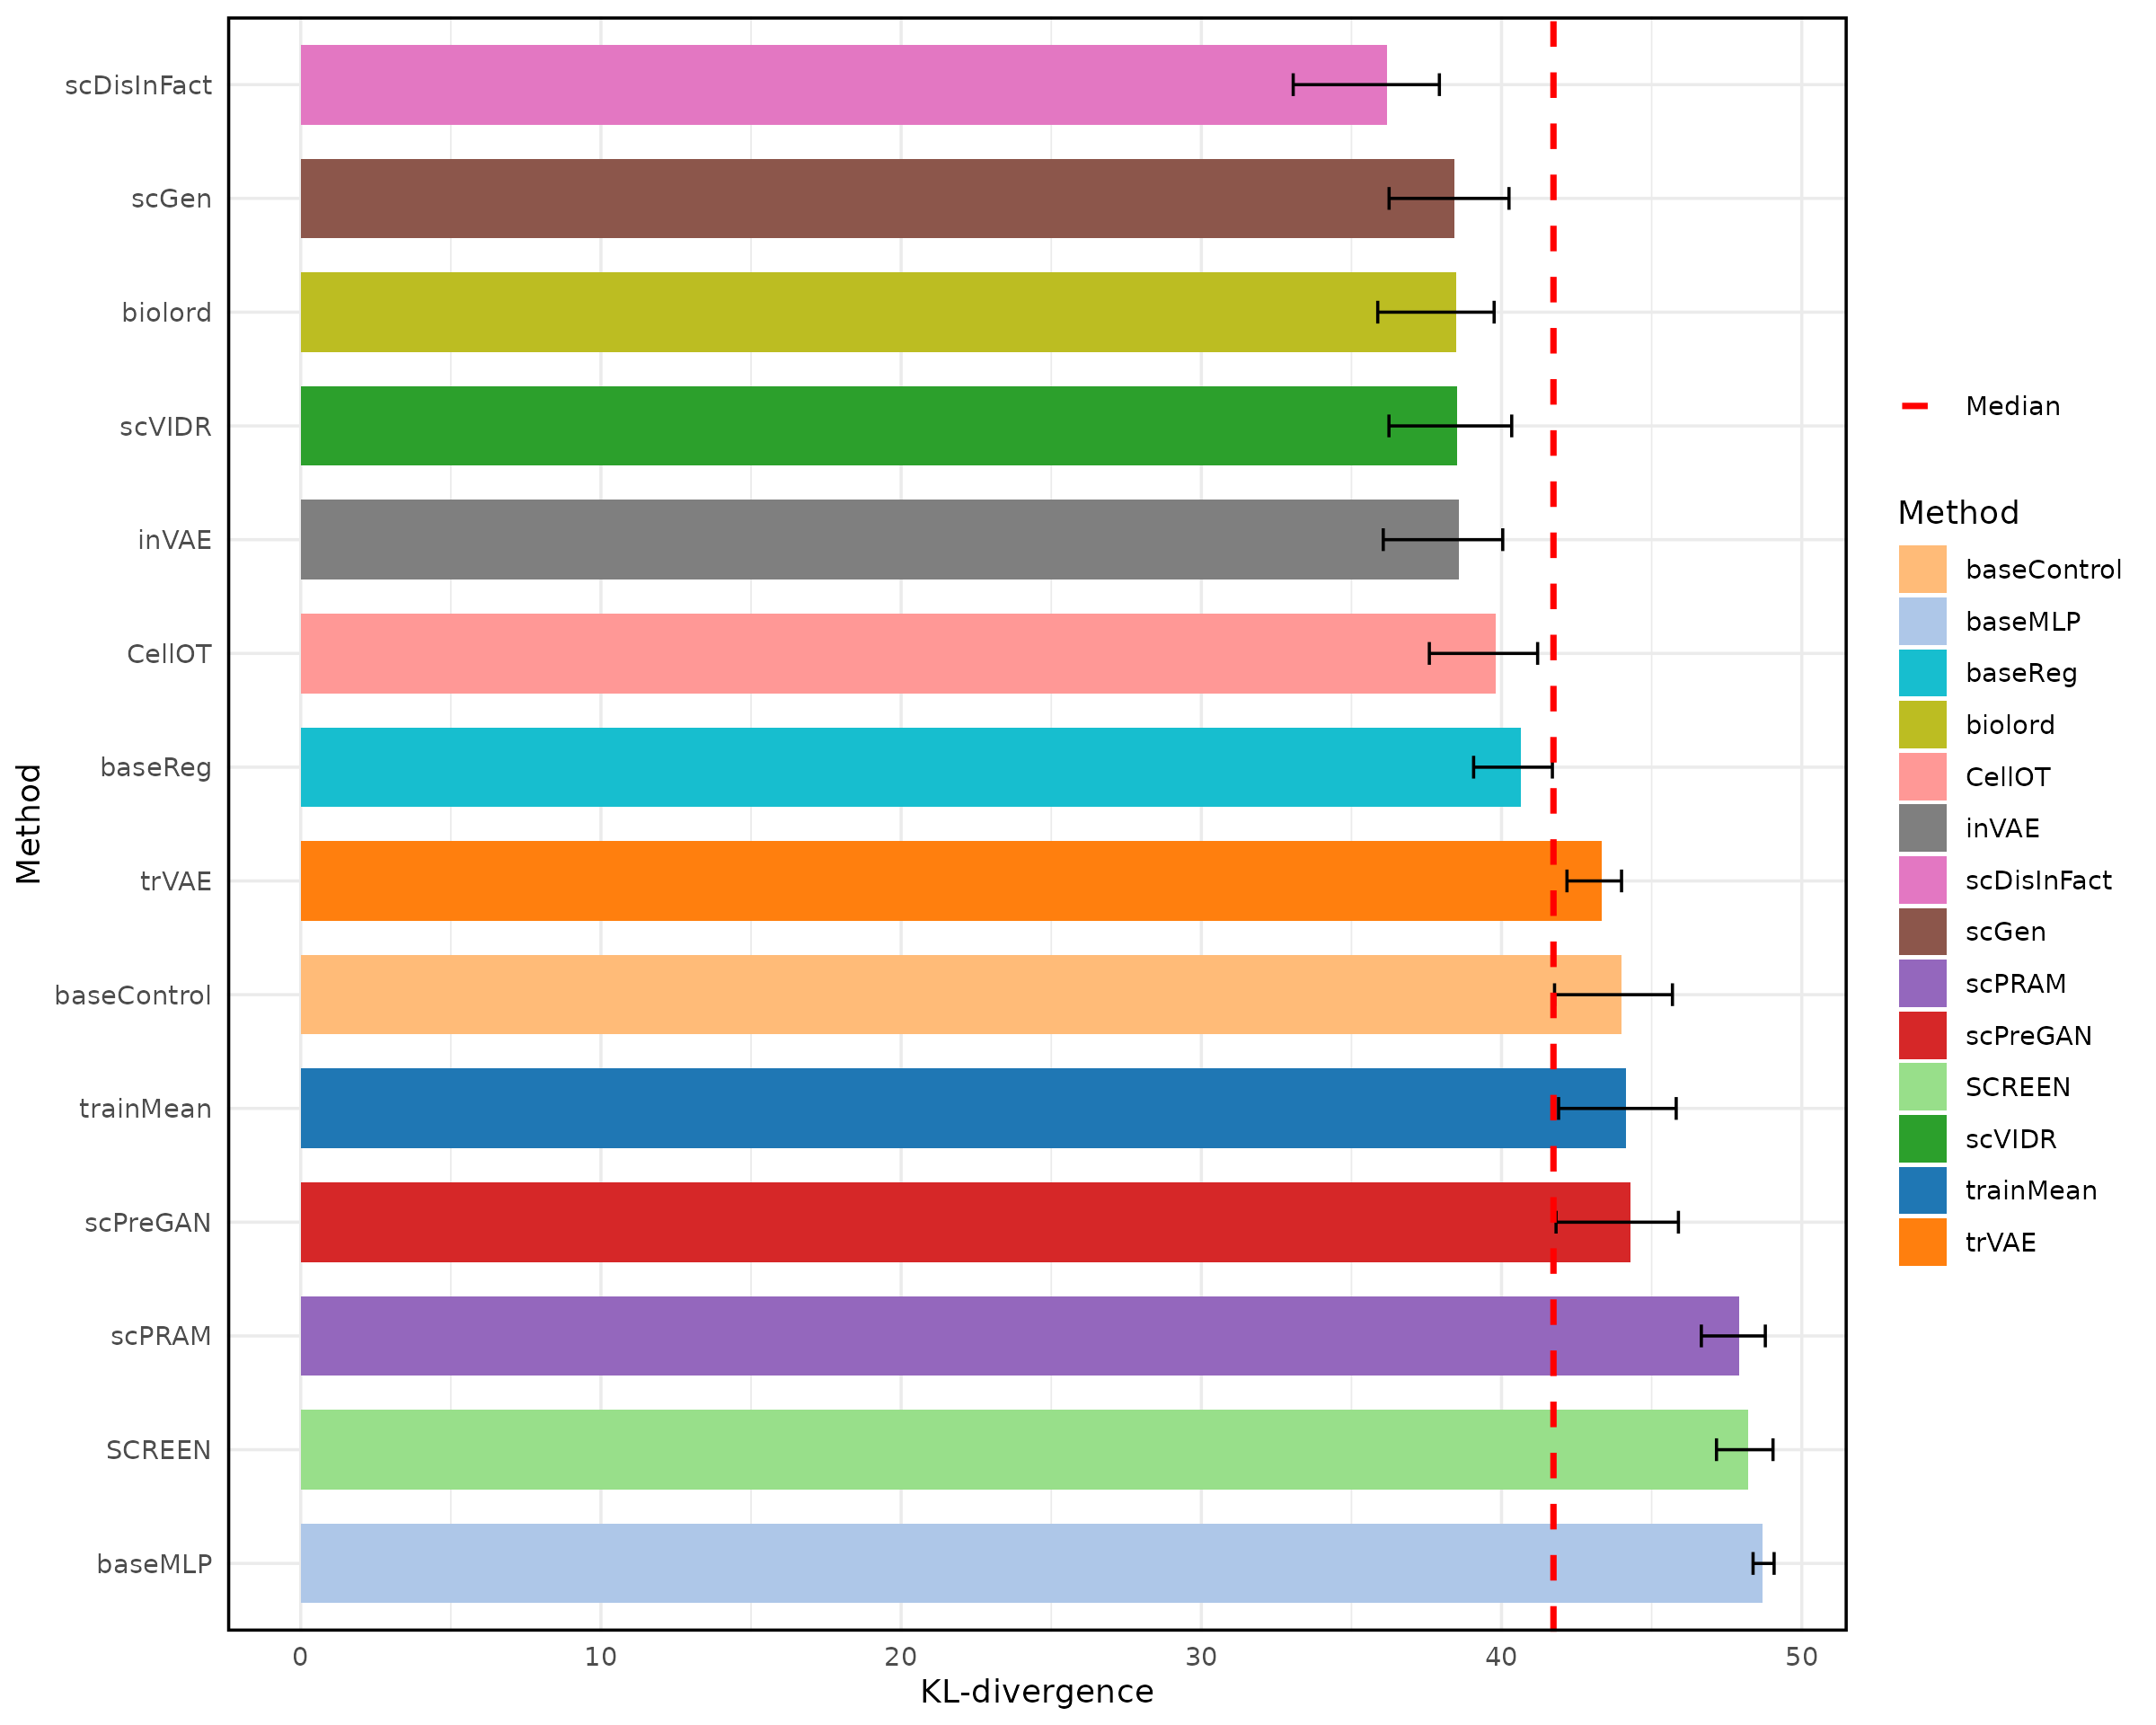 Method
scDisInFact
scGen
biolord
scVIDR
inVAE
CellOT
baseReg
trVAE
baseControl
trainMean
scPreGAN
scPRAM
SCREEN
baseMLP
0 10 20 30 40 50
KL-divergence
Median
Method
baseControl
baseMLP
baseReg
biolord
CellOT
inVAE
scDisInFact
scGen
scPRAM
scPreGAN
SCREEN
scVIDR
trainMean
trVAE